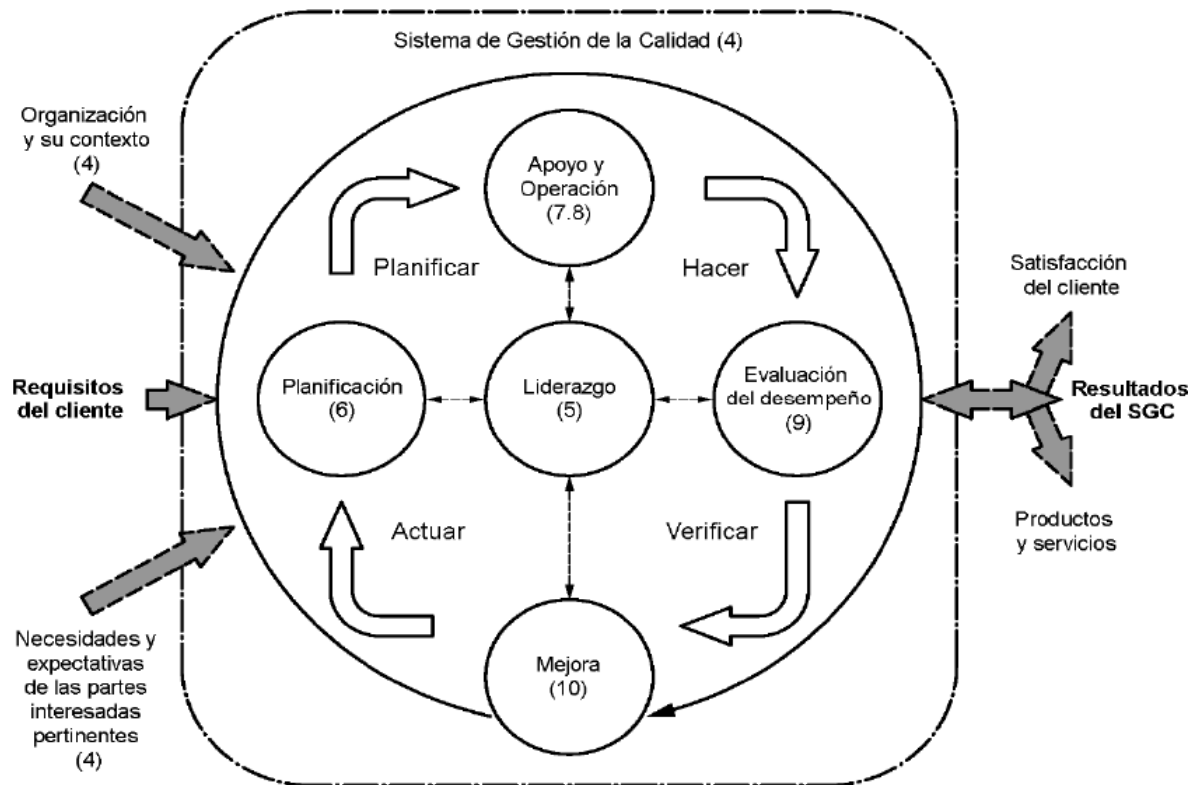 Sistema de Gestión de la Calidad (4)
Organización
y su contexto
(4)
Apoyo y
Operación
(7.8)
Planificar
Hacer
Satisfacción
del cliente
Requisitos
del cliente
Planificación
(6)
Liderazgo
(5)
Evaluación
del desempeño
(9)
Resultados
del SGC
Actuar
Verificar
Productos
y servicios
Necesidades y
expectativas
de las partes
interesadas
pertinentes
(4)
Mejora
(10)